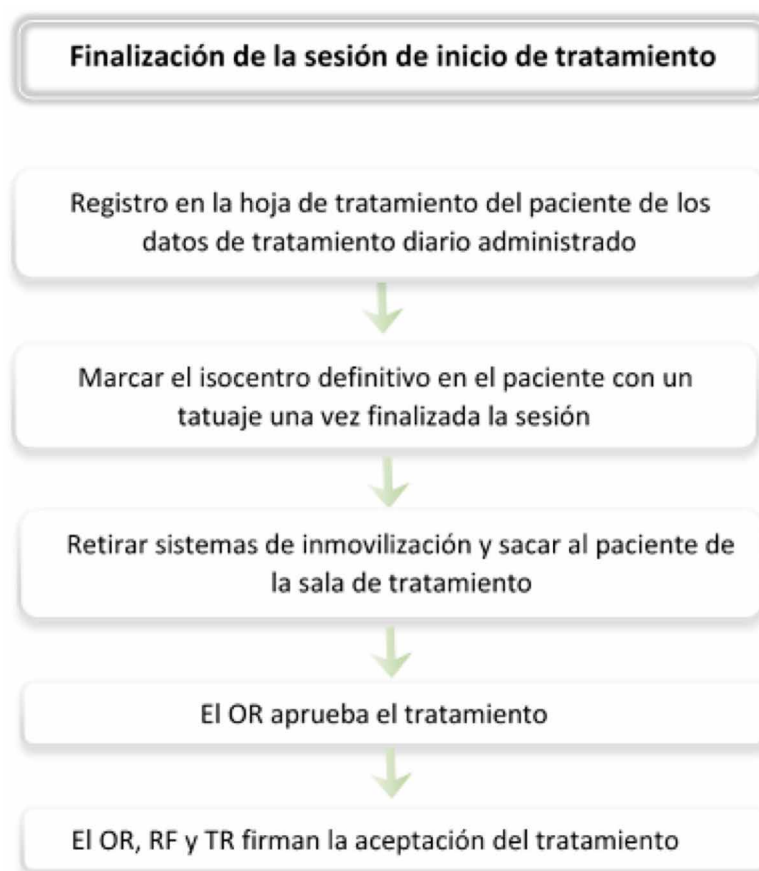 Finalización de la sesión de inicio de tratamiento
Registro en la hoja de tratamiento del paciente de los
datos de tratamiento diario administrado
Marcar el isocentro definitivo en el paciente con un
tatuaje una vez finalizada la sesión
Retirar sistemas de inmovilización y sacar al paciente de
la sala de tratamiento
El OR aprueba el tratamiento
El OR, RF y TR firman la aceptación del tratamiento